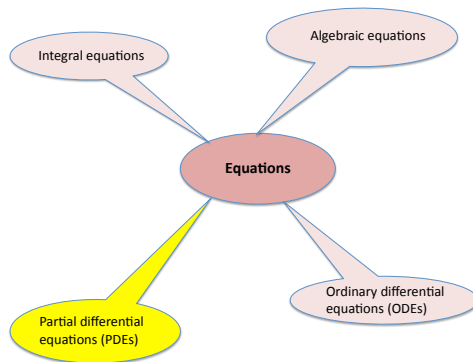 Algebraic equations
Integral equations
Equations
Partial differential
equations (PDEs)
Ordinary differential
equations (ODEs)